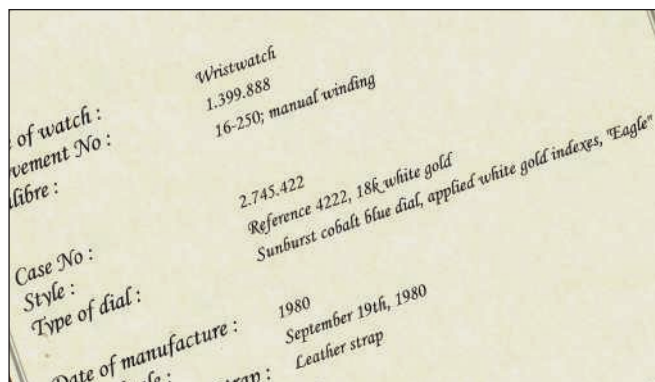 of watch : Wristwatch
vement No : 1.399.888
libre : 16-250; manual winding
Case No : 2.745.422
Style : Reference 4222, 18k white gold
Type of dial : Sunburst cobalt blue dial, applied white gold indexes, "Eagle"
Date of manufacture : 1980
September 19th, 1980
Leather strap